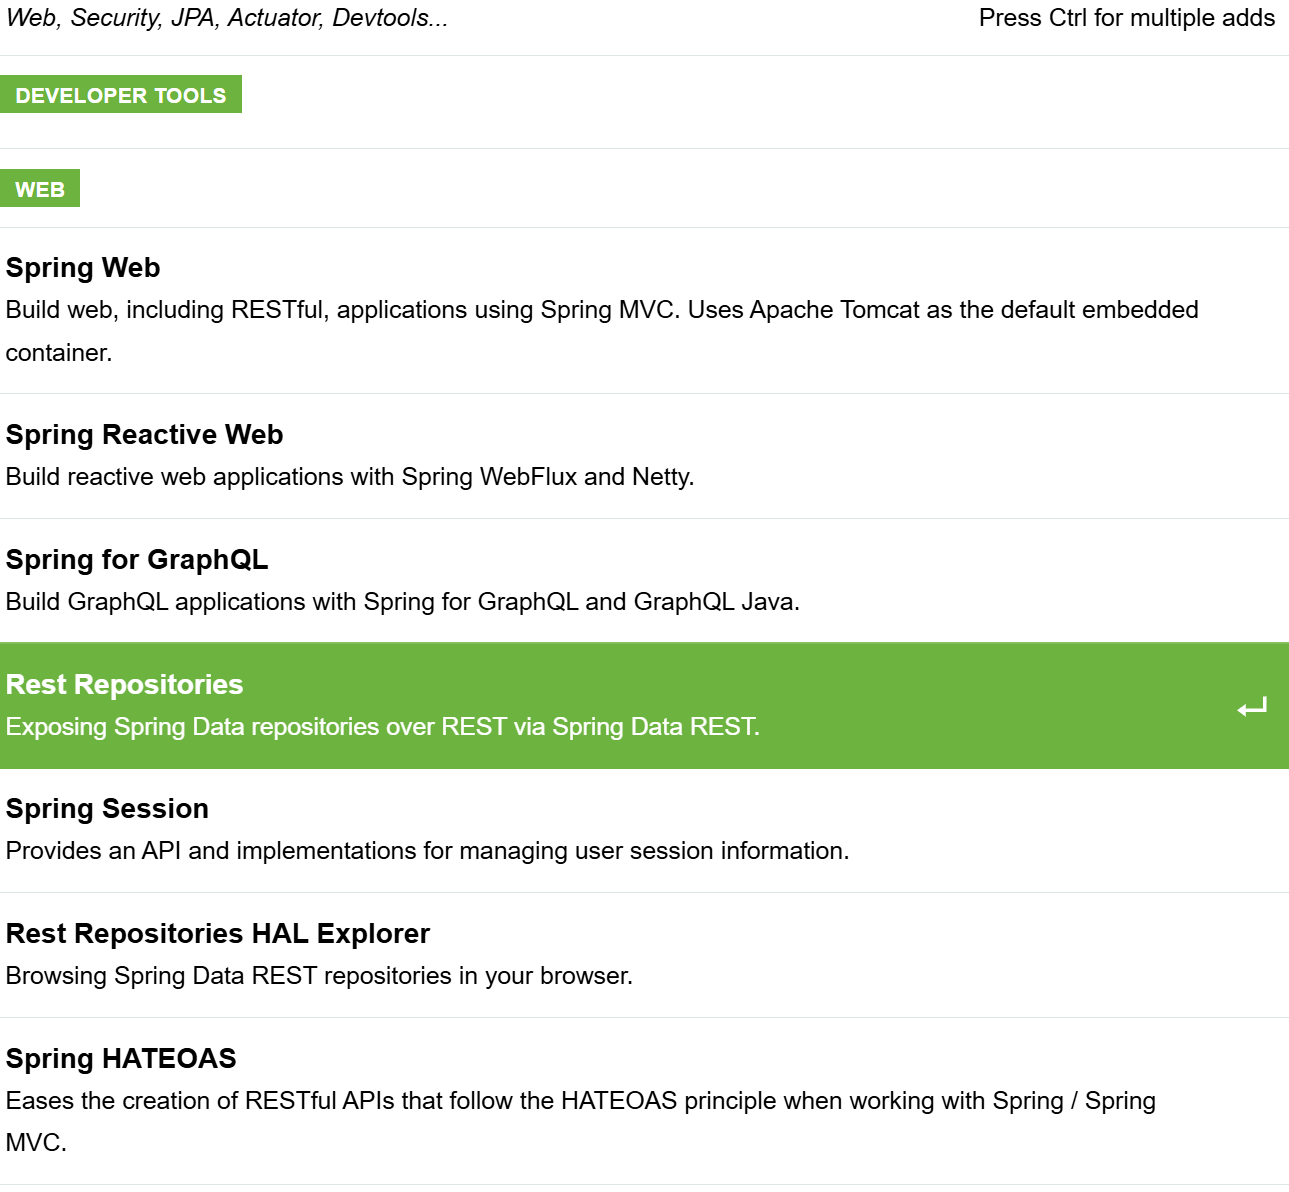 Web, Security, JPA, Actuator, Devtools...
Press Ctrl for multiple adds
DEVELOPER TOOLS
WEB
Spring Web
Build web, including RESTful, applications using Spring MVC. Uses Apache Tomcat as the default embedded
container.
Spring Reactive Web
Build reactive web applications with Spring WebFlux and Netty.
Spring for GraphQL
Build GraphQL applications with Spring for GraphQL and GraphQL Java.
Rest Repositories
Exposing Spring Data repositories over REST via Spring Data REST.
Spring Session
Provides an API and implementations for managing user session information.
Rest Repositories HAL Explorer
Browsing Spring Data REST repositories in your browser.
Spring HATEOAS
Eases the creation of RESTful APIs that follow the HATEOAS principle when working with Spring / Spring
MVC.